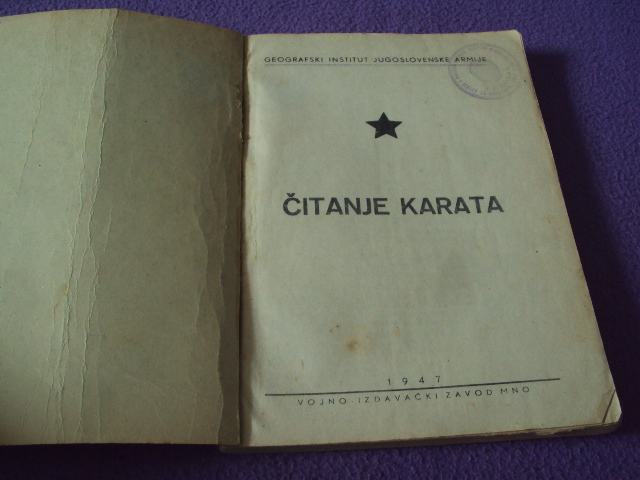 GEOGRAFSKI INSTITUT JUGOSLOVENSKE ARMIJE
ČITANJE KARATA
1947
VOJNO-IZDAVAČKI ZAVOD MNO